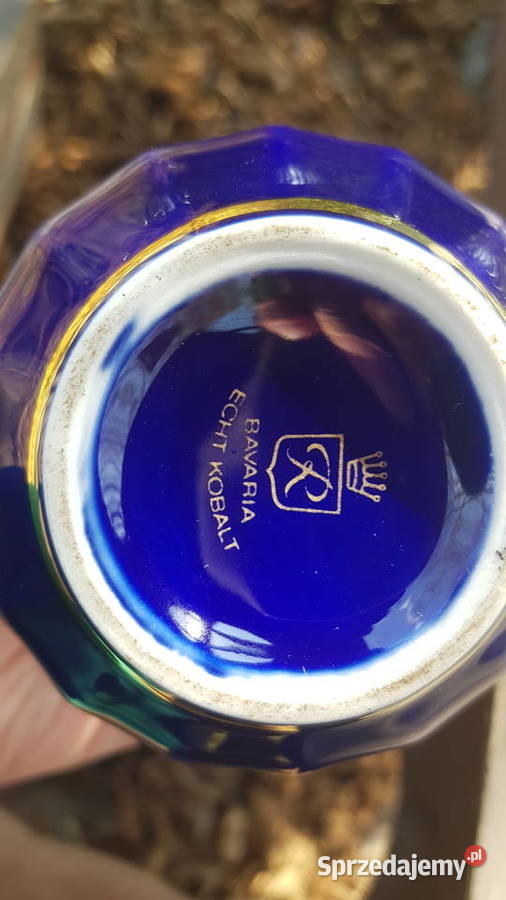 R
BAVARIA
ECHT KOBALT
Sprzedajemy.pl